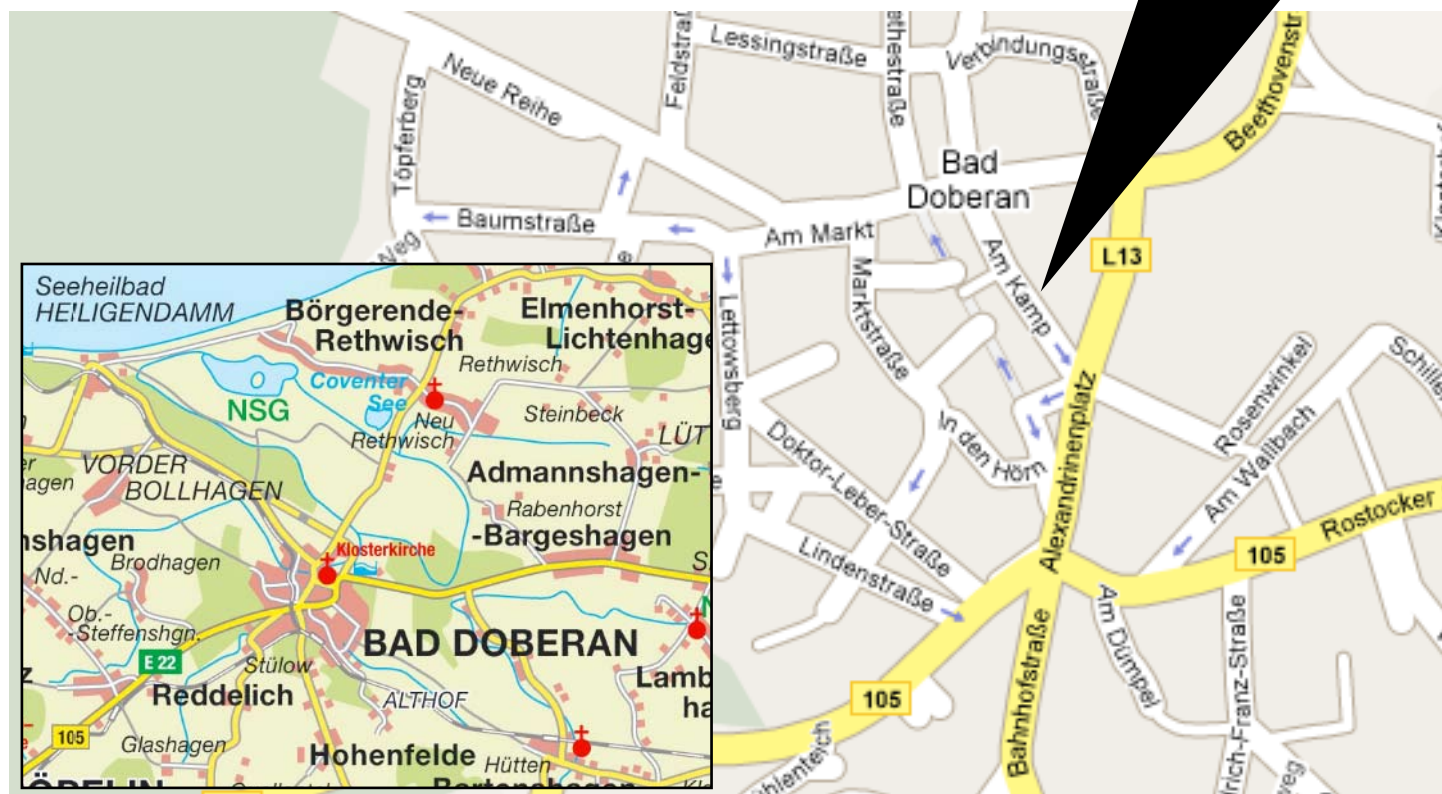 Lessingstraße
Verbindungsstraße
Neue Reihe
Töpferberg
Bad
Doberan
Baumstraße
Am Markt
Am Kamp
L13
Marktstraße
Lettowsberg
Alexandrinenplatz
Rosenwinkel
Am Wallbach
In den Hörn
Doktor-Leber-Straße
Lindenstraße
105
Rostocker
Am Dümpel
105
Bahnhofstraße
Seeheilbad
HEILIGENDAMM
Börgerende-
Rethwisch
Elmenhorst-
Rethwisch
Coventer
See
NSG
Neu
Rethwisch
Steinbeck
VORDER
BOLLHAGEN
Admannshagen-
Rabenhorst
-Bargeshagen
Brodhagen
Klosterkirche
Nd.-
Ob.-
-Steffenshgn.
BAD DOBERAN
E 22
Stülow
Reddelich
ALTHOF
105
Glashagen
Hohenfelde
Hütten